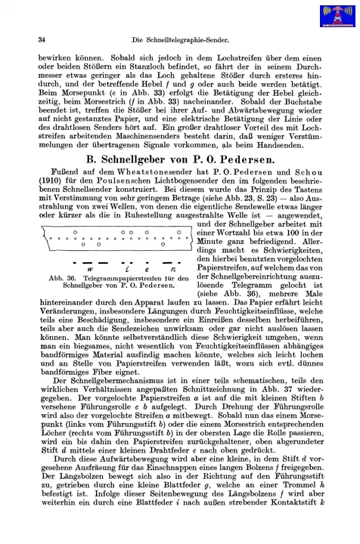 34
Die Schnelltelegraphie-Sender.
bewirken können. Sobald sich jedoch in dem Lochstreifen über dem einen
oder beiden Stößern ein Stanzloch befindet, so fährt der in seinem Durch-
messer etwas geringer als das Loch gehaltene Stößer durch ersteres hin-
durch, und der betreffende Hebel f und g oder auch beide werden betätigt.
Beim Morsepunkt (e in Abb. 33) erfolgt die Betätigung der Hebel gleich-
zeitig, beim Morsestrich (f in Abb. 33) nacheinander. Sobald der Buchstabe
beendet ist, treffen die Stößer bei ihrer Auf- und Abwärtsbewegung wieder
auf nicht gestanztes Papier, und eine elektrische Betätigung der Linie oder
des drahtlosen Senders hört auf. Ein großer drahtloser Vorteil des mit Loch-
streifen arbeitenden Maschinensenders besteht darin, daß weniger Verstüm-
melungen der übertragenen Signale vorkommen, als beim Handsenden.
B. Schnellgeber von P. O. Pedersen.
Fußend auf dem Wheatstonesender hat P. O. Pedersen und Schou
(1910) für den Poulsenschen Lichtbogensender den im folgenden beschrie-
benen Schnellsender konstruiert. Bei diesem wurde das Prinzip des Tastens
mit Verstimmung von sehr geringem Betrage (siehe Abb. 23, S. 23) — also Aus-
strahlung von zwei Wellen, von denen die eigentliche Sendewelle etwas länger
oder kürzer als die in Ruhestellung ausgestrahlte Welle ist — angewendet,
und der Schnellgeber arbeitet mit
einer Wortzahl bis etwa 100 in der
Minute ganz befriedigend. Aller-
dings macht es Schwierigkeiten,
den hierbei benutzten vorgelochten
Papierstreifen, auf welchem das von
der Schnellgebereinrichtung auszu-
lösende Telegramm gelocht ist
(siehe Abb. 36), mehrere Male
w i e n
Abb. 36. Telegrammpapierstreifen für den
Schnellgeber von P. O. Pedersen.
hintereinander durch den Apparat laufen zu lassen. Das Papier erfährt leicht
Veränderungen, insbesondere Längungen durch Feuchtigkeitseinflüsse, welche
teils eine Beschädigung, insbesondere ein Einreißen desselben herbeiführen,
teils aber auch die Sendezeichen unwirksam oder gar nicht auslösen lassen
können. Man könnte selbstverständlich diese Schwierigkeit umgehen, wenn
man ein biegsames, nicht wesentlich von Feuchtigkeitseinflüssen abhängiges
bandförmiges Material ausfindig machen könnte, welches sich leicht lochen
und an Stelle von Papierstreifen verwenden läßt, wozu sich evtl. dünnes
bandförmiges Fiber eignet.
Der Schnellgebermechanismus ist in einer teils schematischen, teils den
wirklichen Verhältnissen angepaßten Schnittzeichnung in Abb. 37 wieder-
gegeben. Der vorgelochte Papierstreifen a ist auf die mit kleinen Stiften b
versehene Führungsrolle c b aufgelegt. Durch Drehung der Führungsrolle
wird also der vorgelochte Streifen a mitbewegt. Sobald nun das einem Morse-
punkt (links vom Führungsstift b) oder die einem Morsestrich entsprechenden
Löcher (rechts vom Führungsstift b) in der obersten Lage die Rolle passieren,
wird ein bis dahin den Papierstreifen zurückgehaltener, oben abgerundeter
Stift d mittels einer kleinen Drahtfeder e nach oben gedrückt.
Durch diese Aufwärtsbewegung wird aber eine kleine, in dem Stift d vor-
gesehene Ausfräsung für das Einschnappen eines langen Bolzens f freigegeben.
Der Längsbolzen bewegt sich also in der Richtung auf den Führungsstift
zu, getrieben durch eine kleine Blattfeder g, welche an einer Trommel h
befestigt ist. Infolge dieser Seitenbewegung des Längsbolzens f wird aber
weiterhin ein durch eine Blattfeder i nach außen strebender Kontaktstift k